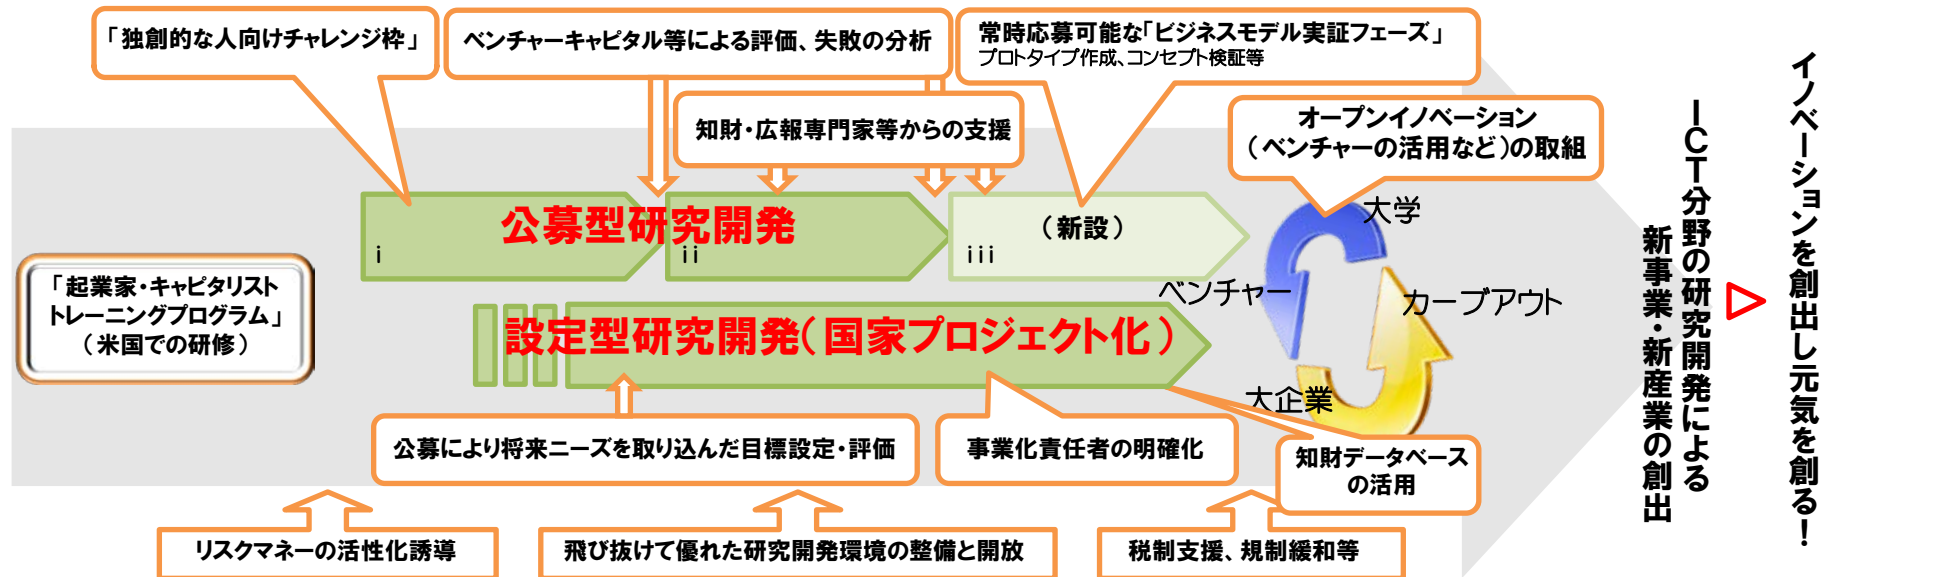 「独創的な人向けチャレンジ枠」
ベンチャーキャピタル等による評価、失敗の分析
常時応募可能な「ビジネスモデル実証フェーズ」
プロトタイプ作成、コンセプト検証等
知財・広報専門家等からの支援
オープンイノベーション
（ベンチャーの活用など）の取組
公募型研究開発
i
ii
iii
（新設）
大学
ベンチャー
カーブアウト
大企業
「起業家・キャピタリスト
トレーニングプログラム」
（米国での研修）
設定型研究開発（国家プロジェクト化）
公募により将来ニーズを取り込んだ目標設定・評価
事業化責任者の明確化
知財データベース
の活用
リスクマネーの活性化誘導
飛び抜けて優れた研究開発環境の整備と開放
税制支援、規制緩和等
ICT分野の研究開発による
新事業・新産業の創出
イノベーションを創出し元気を創る！